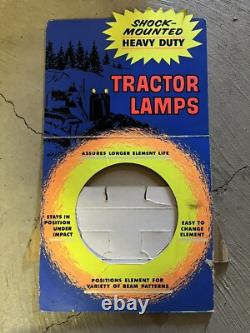 SHOCK-
MOUNTED
HEAVY DUTY
TRACTOR
LAMPS
ASSURES LONGER ELEMENT LIFE
STAYS IN
POSITION
UNDER
IMPACT
EASY TO
CHANGE
ELEMENT
POSITIONS ELEMENT FOR
VARIETY OF BEAM PATTERNS